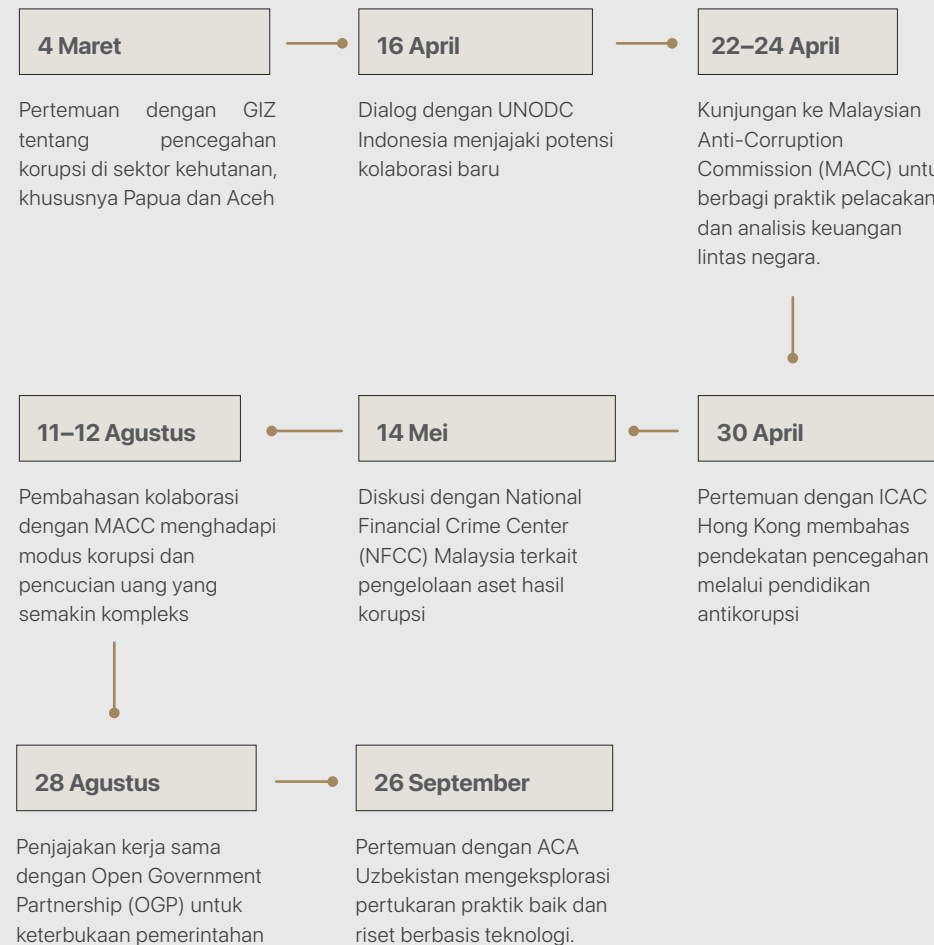 4 Maret
Pertemuan dengan GIZ
tentang pencegahan
korupsi di sektor kehutanan,
khususnya Papua dan Aceh
16 April
Dialog dengan UNODC
Indonesia menjajaki potensi
kolaborasi baru
22–24 April
Kunjungan ke Malaysian
Anti-Corruption
Commission (MACC)
berbagi praktik pelacakan
dan analisis keuangan
lintas negara.
30 April
Pertemuan dengan ICAC
Hong Kong membahas
pendekatan pencegahan
melalui pendidikan
antikorupsi
14 Mei
Diskusi dengan National
Financial Crime Center
(NFCC) Malaysia terkait
pengelolaan aset hasil
korupsi
11–12 Agustus
Pembahasan kolaborasi
dengan MACC menghadapi
modus korupsi dan
pencucian uang yang
semakin kompleks
28 Agustus
Penjajakan kerja sama
dengan Open Government
Partnership (OGP) untuk
keterbukaan pemerintahan
26 September
Pertemuan dengan ACA
Uzbekistan mengeksplorasi
pertukaran praktik baik dan
riset berbasis teknologi.